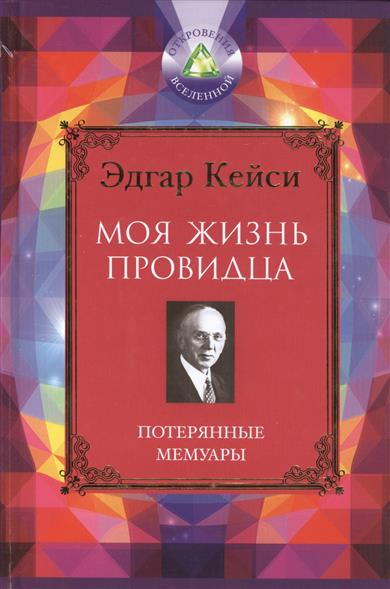 ОТКРОВЕНИЯ
ВСЕЛЕННОЙ
Эдгар Кейси
МОЯ ЖИЗНЬ
ПРОВИДЦА
ПОТЕРЯННЫЕ
МЕМУАРЫ